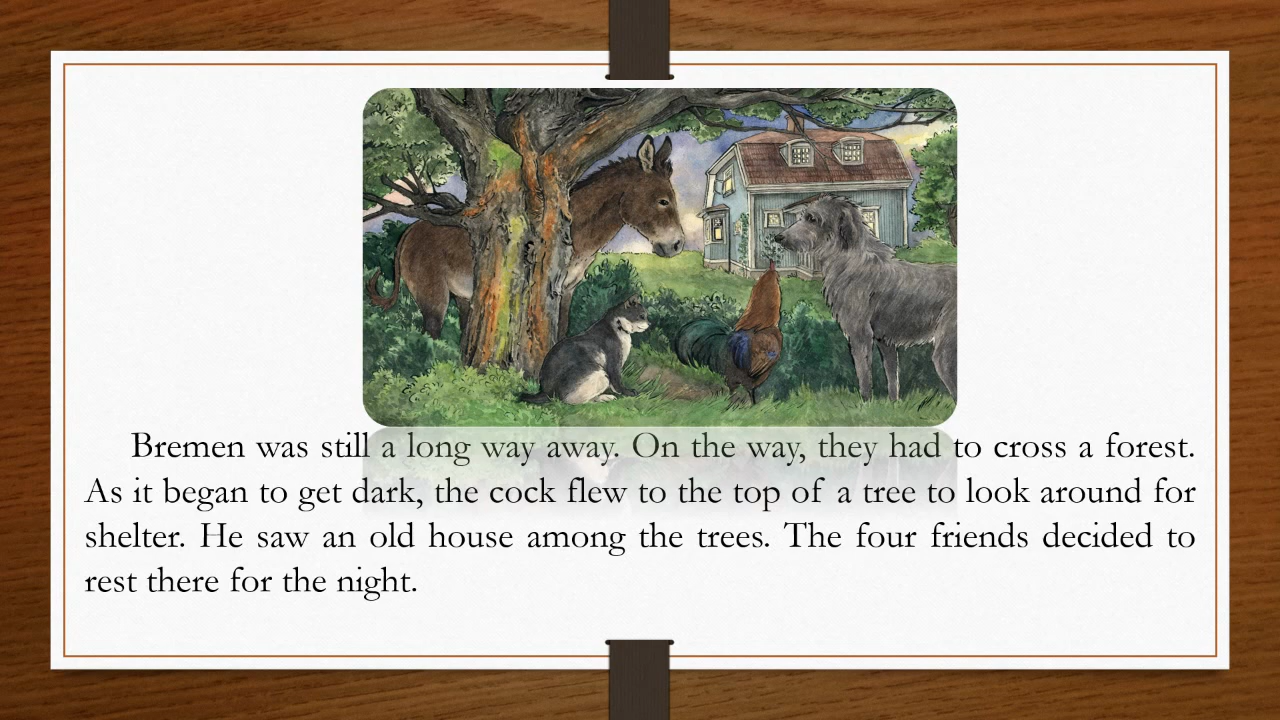 Bremen was still a long way away. On the way, they had to cross a forest.
As it began to get dark, the cock flew to the top of a tree to look around for
shelter. He saw an old house among the trees. The four friends decided to
rest there for the night.